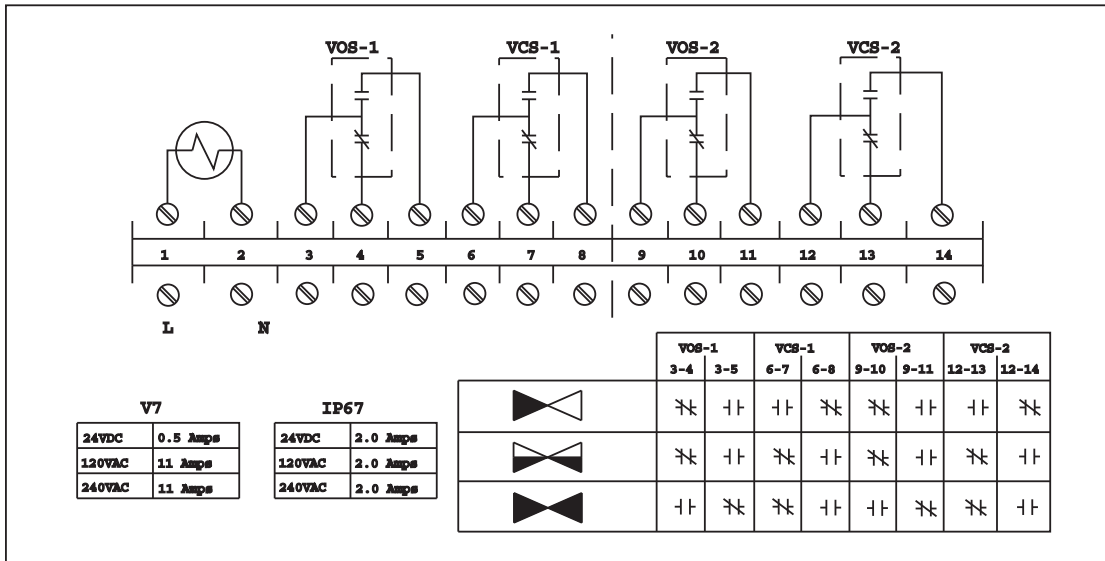 VOS-1 VCS-1 VOS-2 VCS-2
1 2 3 4 5 6 7 8 9 10 11 12 13 14
L N
VOS-1 VCS-1 VOS-2 VCS-2
3-4 3-5 6-7 6-8 9-10 9-11 12-13 12-14
V7
24VDC 0.5 Amps
120VAC 11 Amps
240VAC 11 Amps
IP67
24VDC 2.0 Amps
120VAC 2.0 Amps
240VAC 2.0 Amps